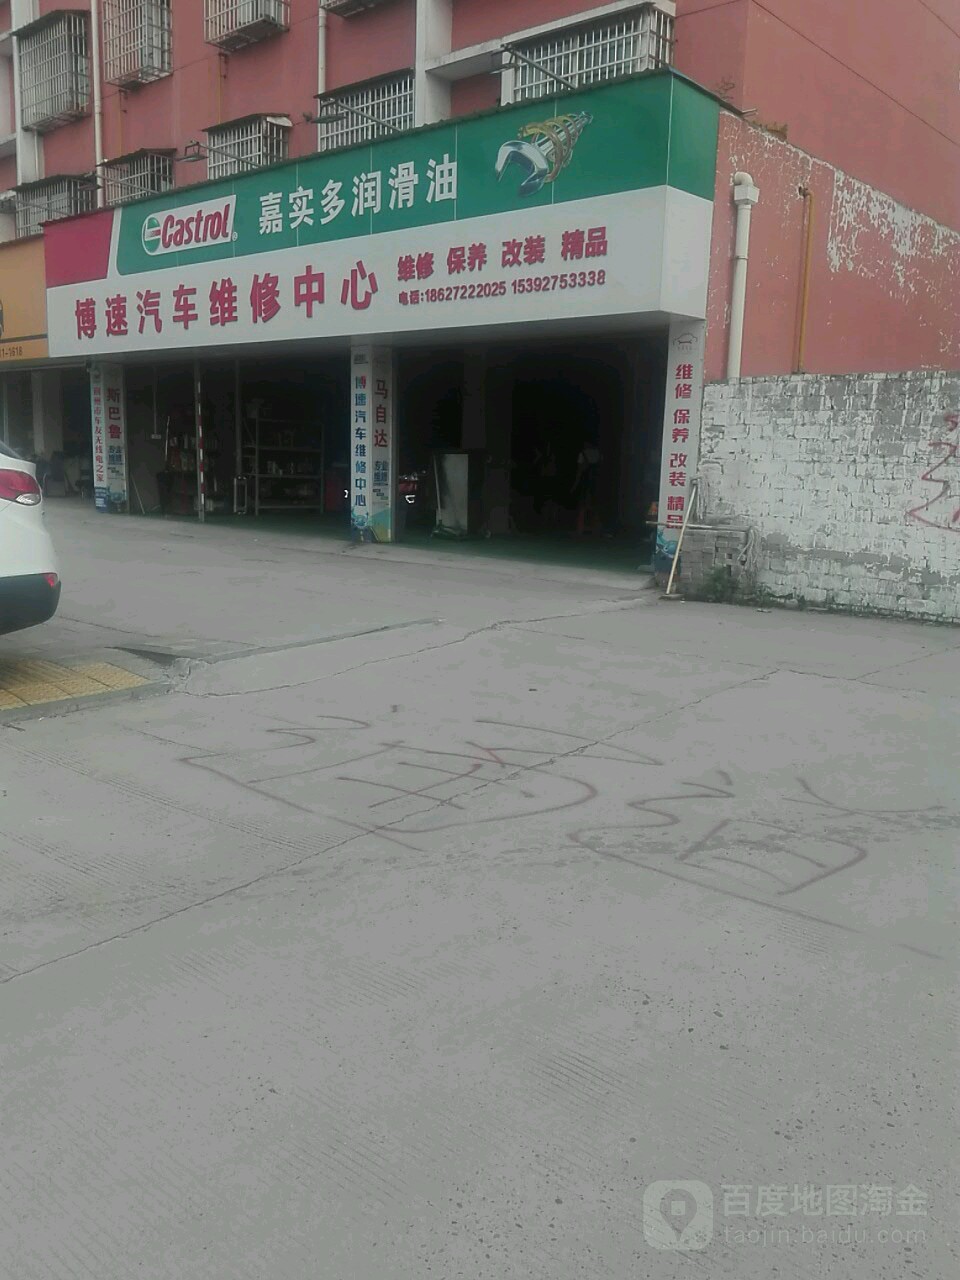 Castrol
嘉实多润滑油
博速汽车维修中心
维修 保养 改装 精品
电话:18627222025 15392753338
斯巴鲁
博速汽车维修中心
马自达
维修 保养 改装 精品
禁止
百度地图淘金
taojin.baidu.com